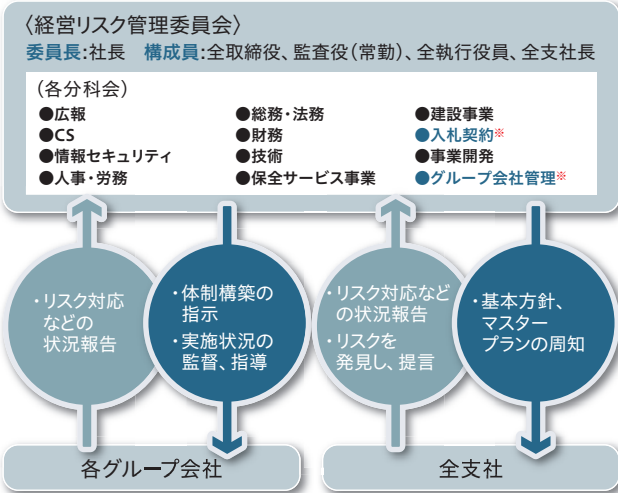 〈経営リスク管理委員会〉
委員長:社長 構成員:全取締役、監査役(常勤)、全執行役員、全支社長
(各分科会)
●広報 ●総務・法務 ●建設事業
●CS ●財務 ●入札契約※
●情報セキュリティ ●技術 ●事業開発
●人事・労務 ●保全サービス事業 ●グループ会社管理※
・リスク対応
などの
状況報告
・体制構築の
指示
・実施状況の
監督、指導
・リスク対応など
の状況報告
・リスクを
発見し、提言
・基本方針、
マスター
プランの周知
各グループ会社
全支社